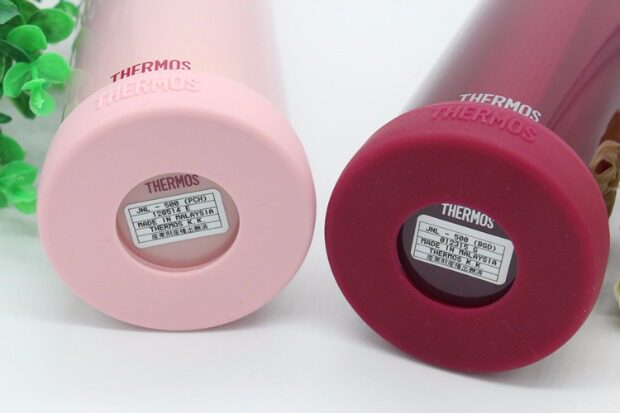 THERMOS
THERMOS
THERMOS
JNL - 500 (PCH)
120514 E
MADE IN MALAYSIA
THERMOS K.K.
THERMOS
THERMOS
THERMOS
JNL - 500 (BGD)
MADE IN MALAYSIA
THERMOS K.K